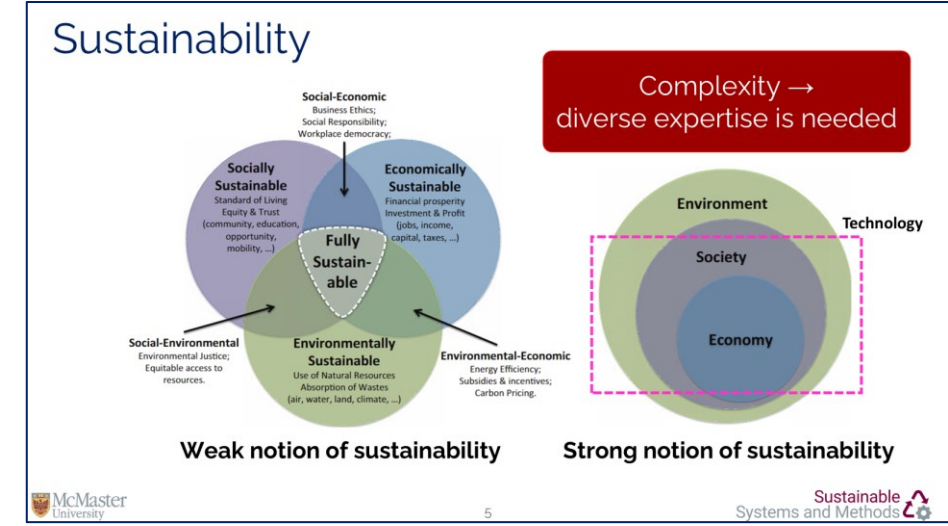 Sustainability
Complexity →
diverse expertise is needed
Social-Economic
Business Ethics;
Social Responsibility;
Workplace democracy;
Socially
Sustainable
Standard of Living
Equity & Trust
(community, education,
opportunity,
mobility, ...)
Economically
Sustainable
Financial prosperity
Investment & Profit
(jobs, income,
capital, taxes, ...)
Fully
Sustain-
able
Social-Environmental
Environmental Justice;
Equitable access to
resources.
Environmentally
Sustainable
Use of Natural Resources
Absorption of Wastes
(air, water, land, climate, ...)
Environmental-Economic
Energy Efficiency;
Subsidies & incentives;
Carbon Pricing.
Weak notion of sustainability
Environment
Technology
Society
Economy
Strong notion of sustainability
McMaster
University
5
Sustainable
Systems and Methods